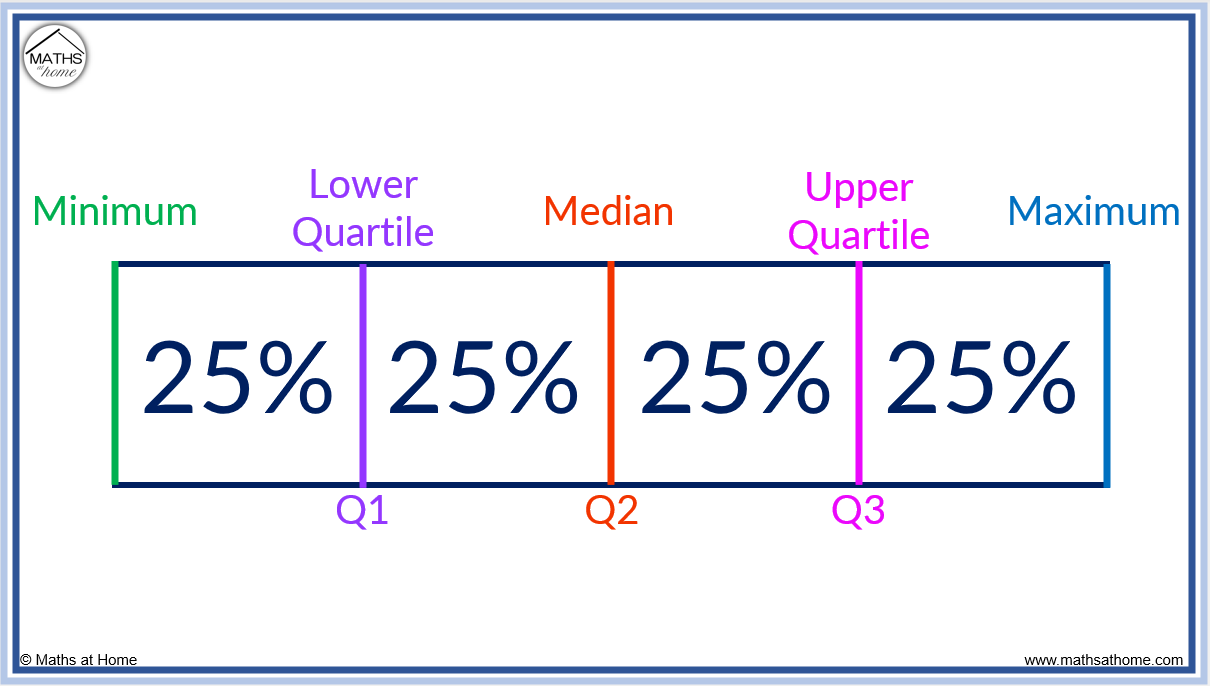 MATHS
at
home
Minimum
Lower
Quartile
Median
Upper
Quartile
Maximum
25% 25% 25% 25%
Q1 Q2 Q3
© Maths at Home
www.mathsathome.com